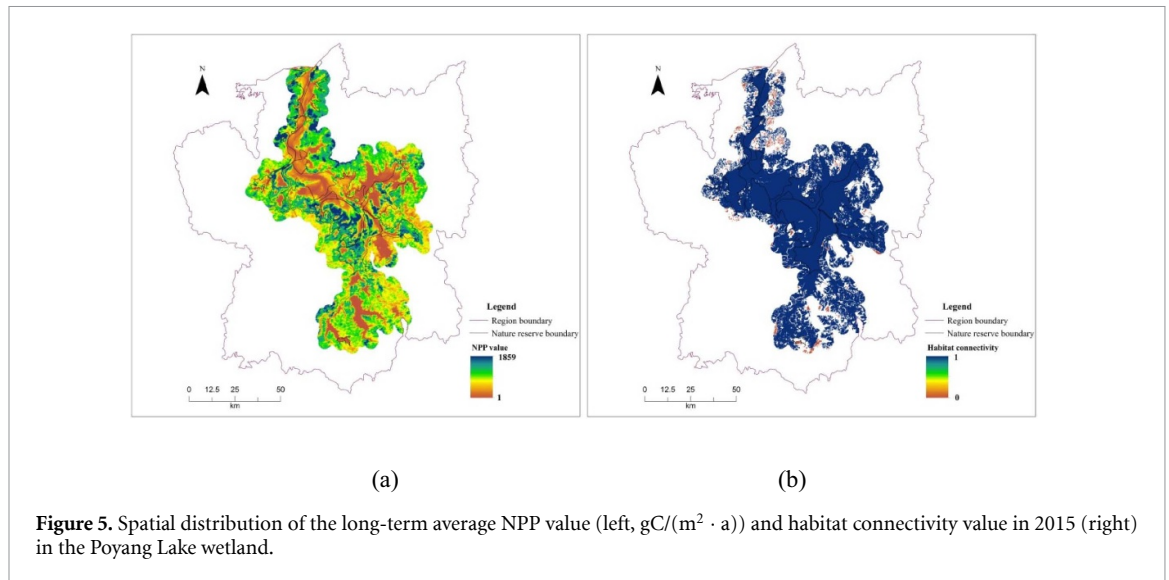 N
Legend
Region boundary
Nature reserve boundary
NPP value
1859
1
0 12.5 25 50
km
N
Legend
Region boundary
Nature reserve boundary
Habitat connectivity
1
0
0 12.5 25 50
km
(a) (b)
Figure 5. Spatial distribution of the long-term average NPP value (left, gC/(m² · a)) and habitat connectivity value in 2015 (right)
in the Poyang Lake wetland.